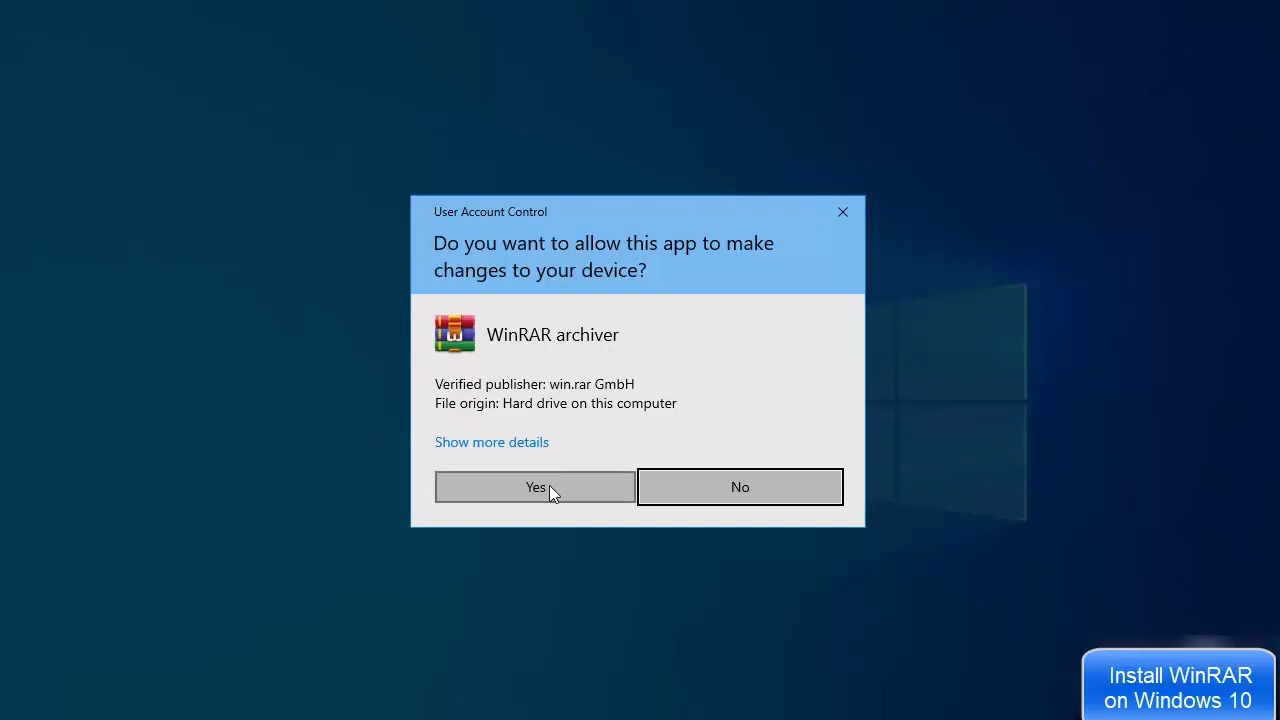 User Account Control
Do you want to allow this app to make
changes to your device?
WinRAR archiver
Verified publisher: win.rar GmbH
File origin: Hard drive on this computer
Show more details
Yes
No
Install WinRAR
on Windows 10